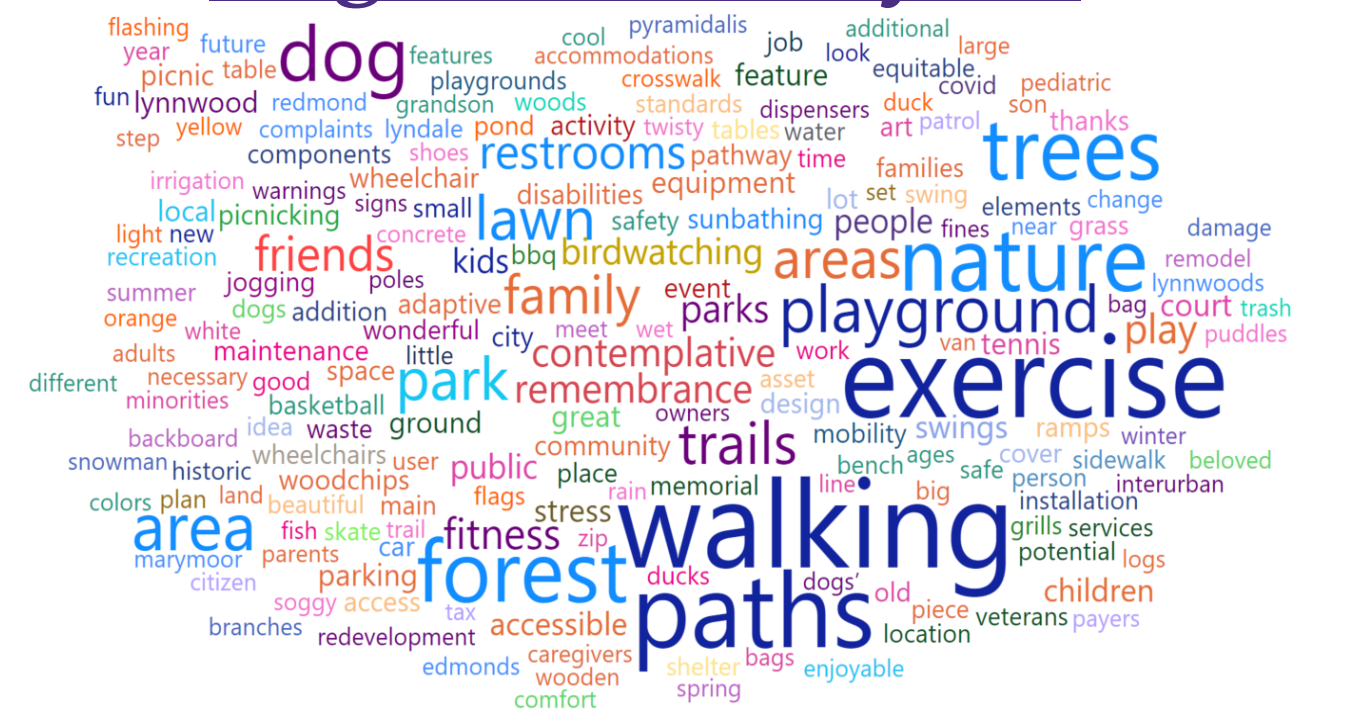 flashing pyramidalis additional
year future dog features cool accommodations job look large
picnic table playgrounds crosswalk feature equitable covid pediatric
fun lynnwood redmond grandson woods standards dispensers duck son
step yellow complaints lyndale pond activity twisty tables water art patrol thanks
components shoes restrooms pathway time families trees
irrigation warnings wheelchair disabilities equipment lot set swing
local picnicking signs small lawn safety sunbathing people elements change
light new concrete fines near grass damage
recreation friends kids bbq birdwatching areas nature remodel
summer jogging poles family event lynnwoods
orange dogs addition adaptive parks playground bag court trash
white wonderful city meet wet van tennis play puddles
adults maintenance little contemplative work exercise
different necessary good space park remembrance asset
minorities basketball great owners design
backboard idea waste ground community trails mobility swings ramps winter
snowman historic wheelchairs user public place bench ages safe cover sidewalk beloved
woodchips rain memorial line big person interurban
colors plan land beautiful main flags stress walking installation
area fish skate trail fitness zip grills services
marymoor parents car forest potential logs
citizen parking ducks dogs’ old children
soggy access tax paths piece veterans payers
branches redevelopment accessible location
edmonds caregivers shelter bags enjoyable
wooden spring
comfort